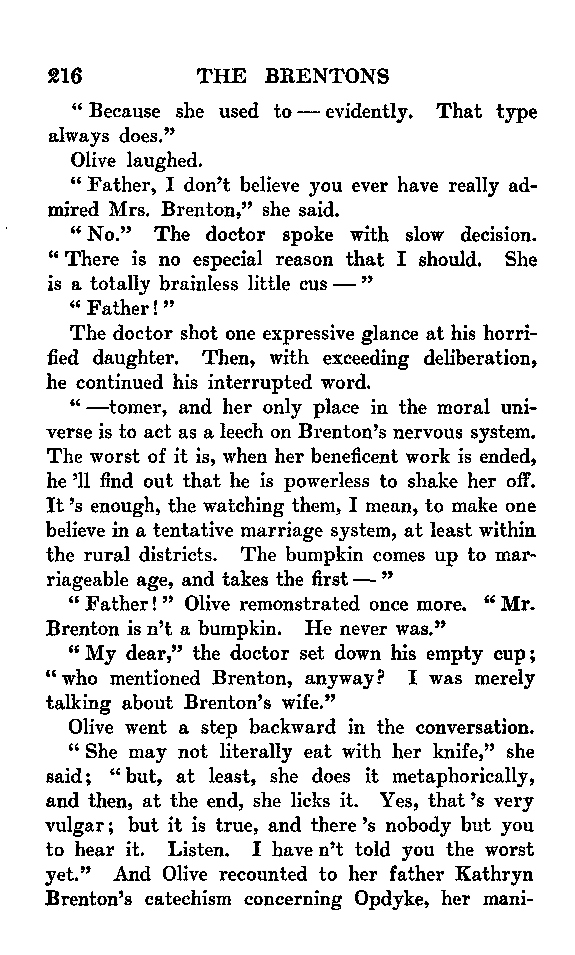 216 THE BRENTONS
“ Because she used to — evidently. That type
always does.”
Olive laughed.
“ Father, I don’t believe you ever have really ad-
mired Mrs. Brenton,” she said.
“ No.” The doctor spoke with slow decision.
“ There is no especial reason that I should. She
is a totally brainless little cus — ”
“ Father! ”
The doctor shot one expressive glance at his horri-
fied daughter. Then, with exceeding deliberation,
he continued his interrupted word.
“ —tomer, and her only place in the moral uni-
verse is to act as a leech on Brenton’s nervous system.
The worst of it is, when her beneficent work is ended,
he ’ll find out that he is powerless to shake her off.
It ’s enough, the watching them, I mean, to make one
believe in a tentative marriage system, at least within
the rural districts. The bumpkin comes up to mar-
riageable age, and takes the first — ”
“ Father! ” Olive remonstrated once more. “ Mr.
Brenton is n’t a bumpkin. He never was.”
“ My dear,” the doctor set down his empty cup;
“ who mentioned Brenton, anyway? I was merely
talking about Brenton’s wife.”
Olive went a step backward in the conversation.
“ She may not literally eat with her knife,” she
said; “ but, at least, she does it metaphorically,
and then, at the end, she licks it. Yes, that ’s very
vulgar; but it is true, and there ’s nobody but you
to hear it. Listen. I have n’t told you the worst
yet.” And Olive recounted to her father Kathryn
Brenton’s catechism concerning Opdyke, her mani-